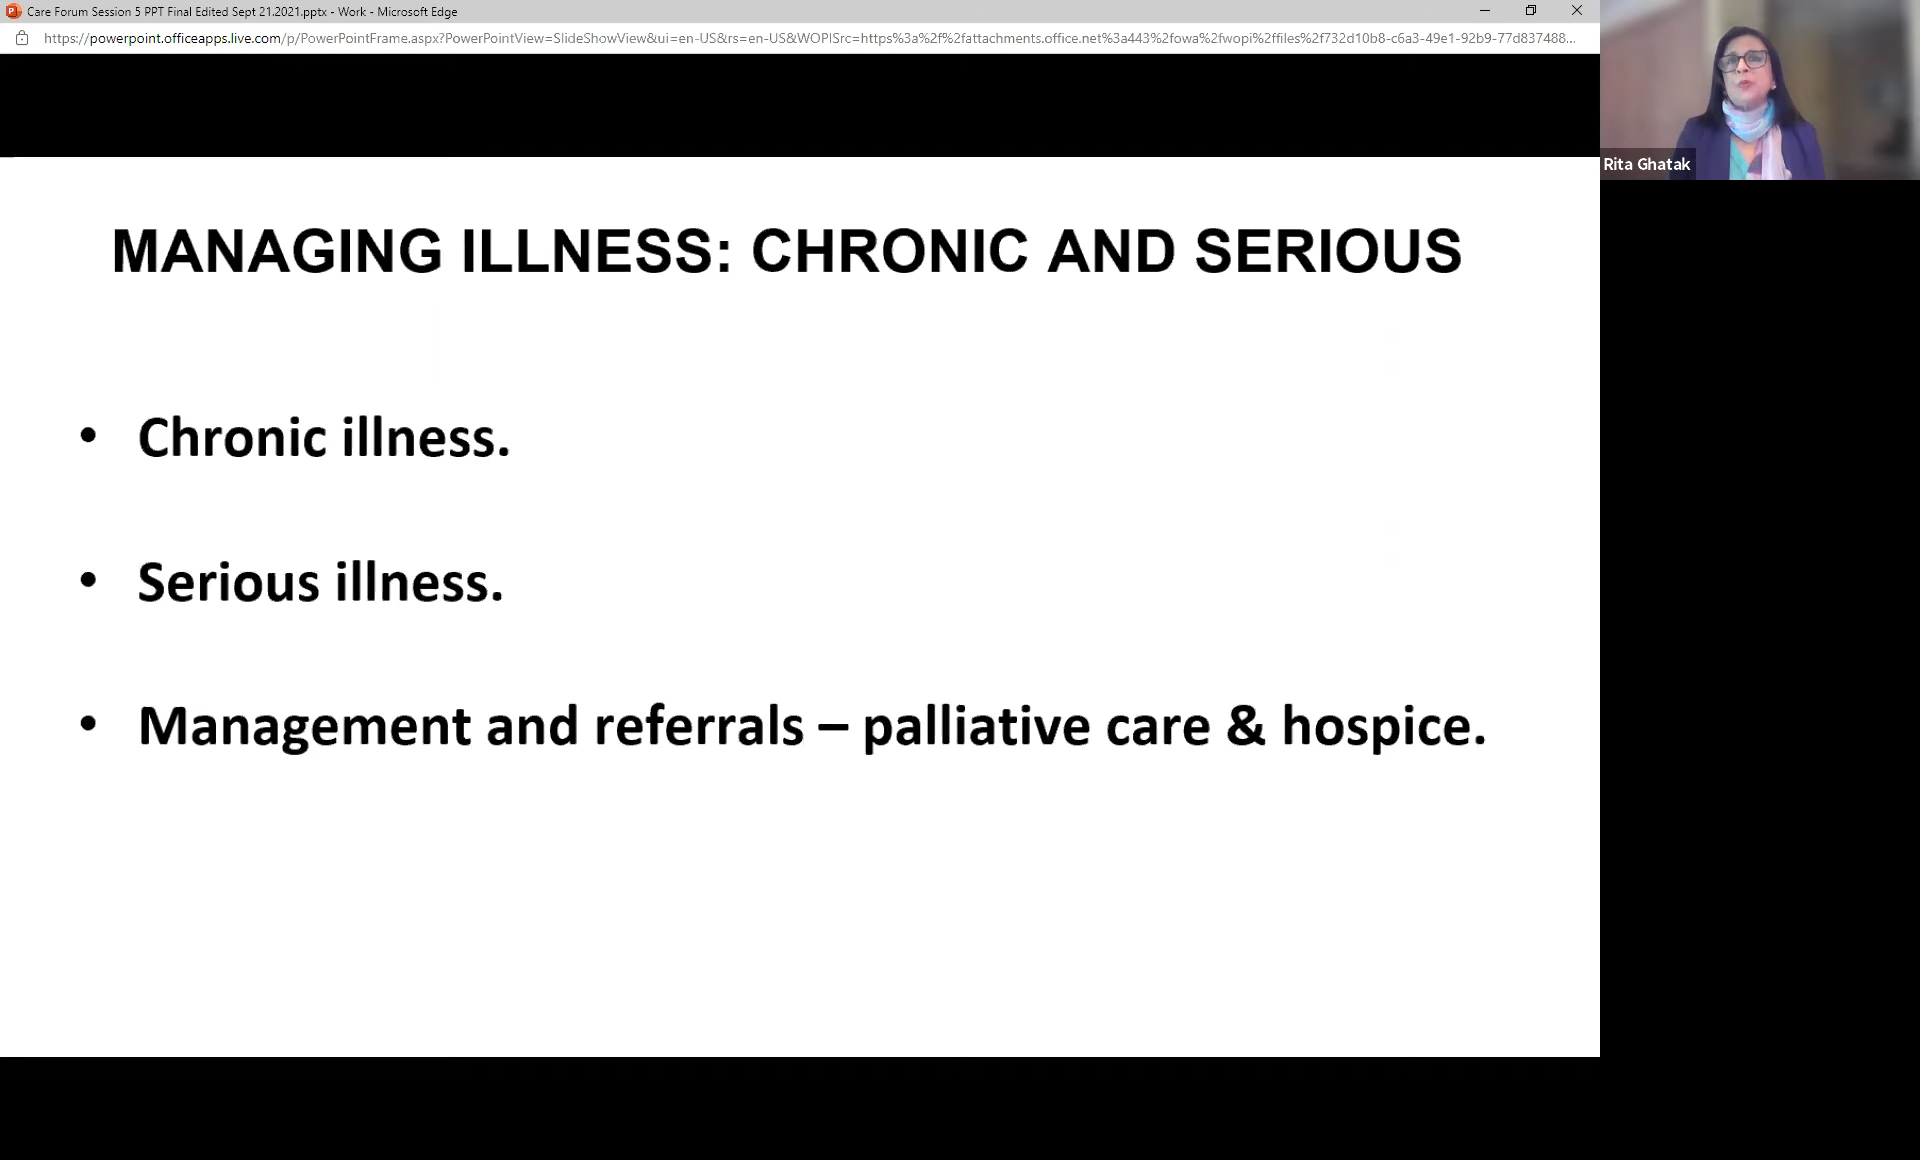 Care Forum Session 5 PPT Final Edited Sept 21.2021.pptx - Work - Microsoft Edge
https://powerpoint.officeapps.live.com/p/PowerPointFrame.aspx?PowerPointView=SlideShowView&ui=en-US&rs=en-US&WOPISrc=https%3a%2f%2fattachments.office.net%3a443%2fowa%2fwopi%2ffiles%2f732d10b8-c6a3-49e1-92b9-77d837488...
Rita Ghatak
MANAGING ILLNESS: CHRONIC AND SERIOUS
• Chronic illness.
• Serious illness.
• Management and referrals – palliative care & hospice.